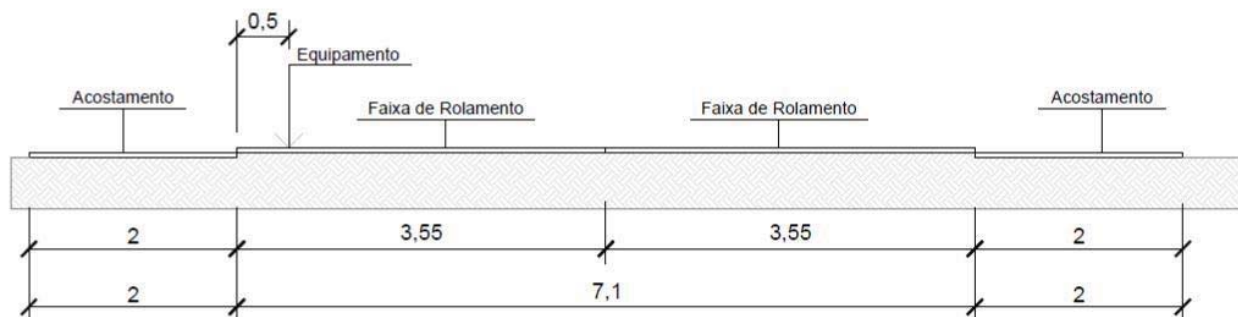 0,5
Equipamento
Acostamento
Faixa de Rolamento
Faixa de Rolamento
Acostamento
2
3,55
3,55
2
2
7,1
2